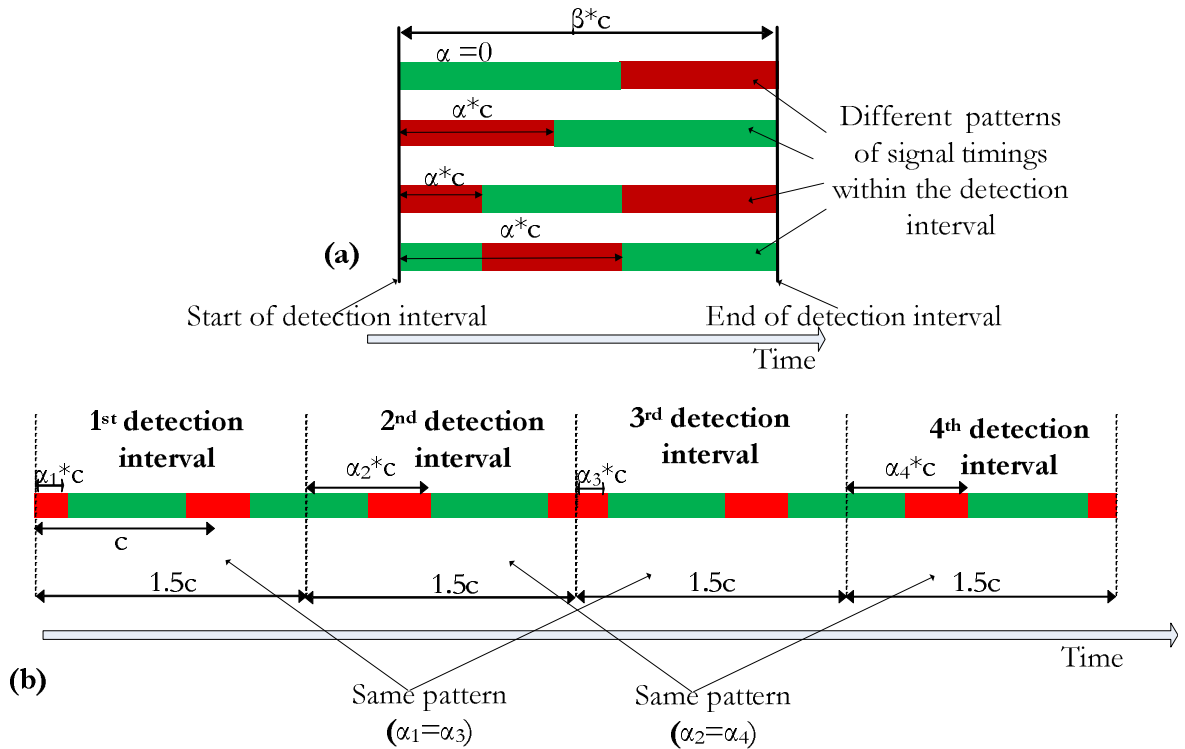 β*c
α =0
α*c
α*c
α*c
Different patterns
of signal timings
within the detection
interval
(a)
Start of detection interval
End of detection interval
Time
1st detection
interval
2nd detection
interval
3rd detection
interval
4th detection
interval
α1*c
α2*c
α3*c
α4*c
c
1.5c
1.5c
1.5c
1.5c
Time
(b)
Same pattern
(α1=α3)
Same pattern
(α2=α4)